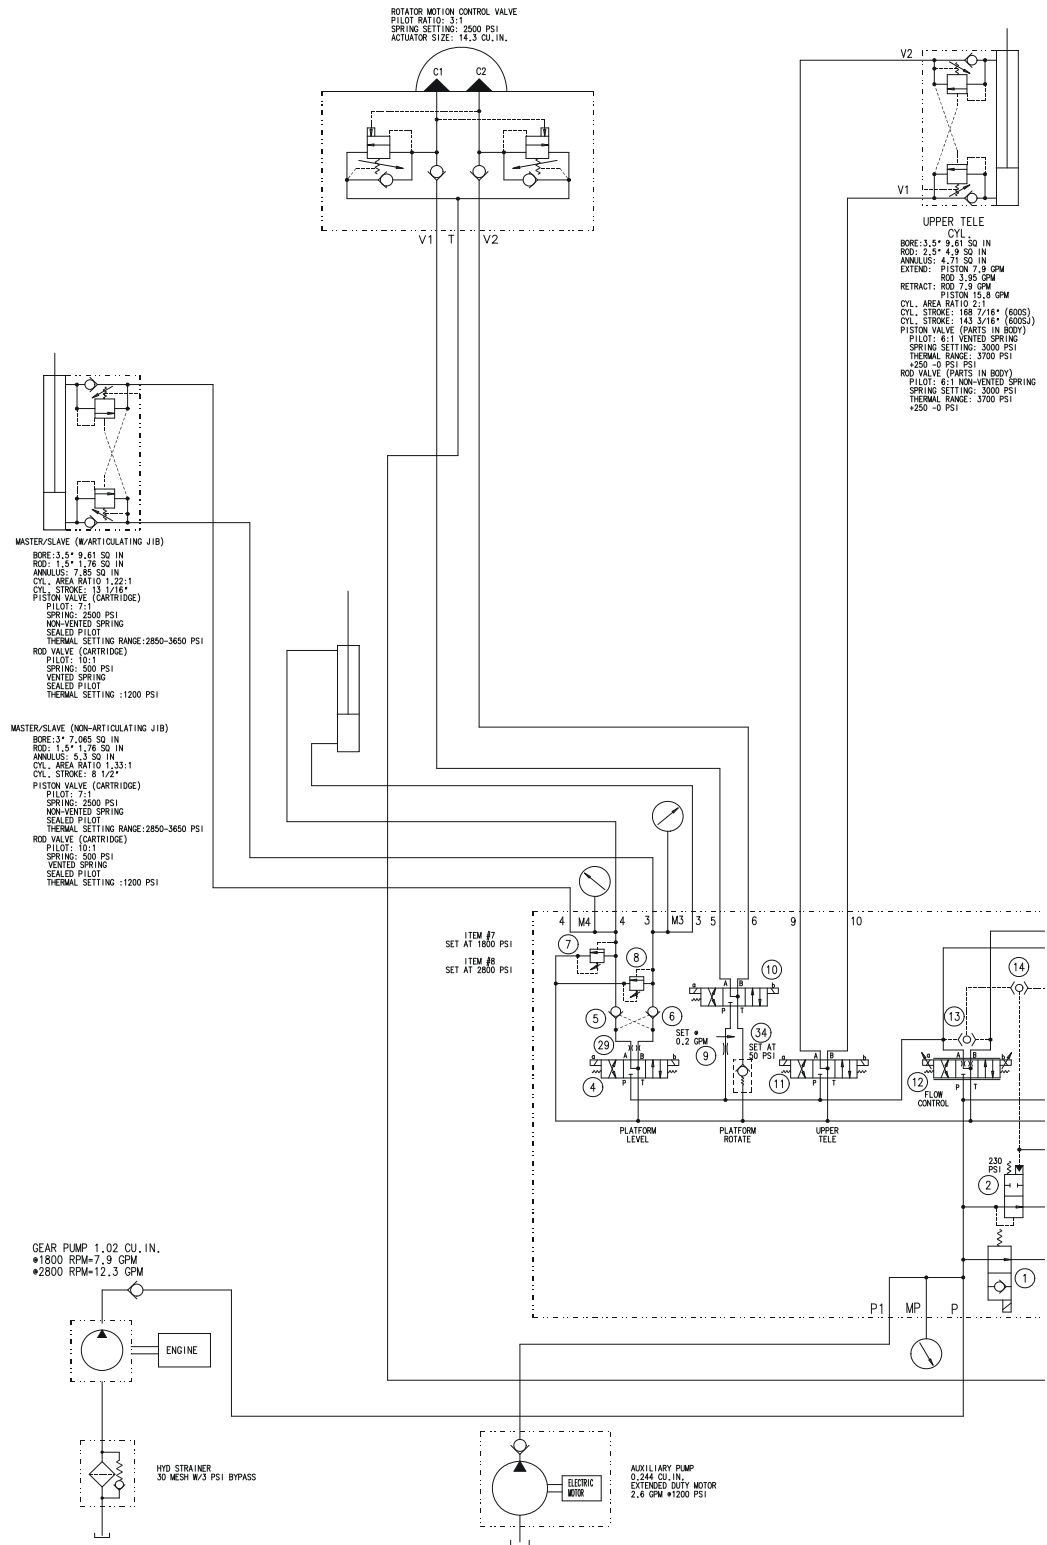 ROTATOR MOTION CONTROL VALVE
PILOT RATIO: 3:1
SPRING SETTING: 2500 PSI
ACTUATOR SIZE: 14.3 CU.IN.
C1
C2
V1
T
V2
V2
V1
UPPER TELE
CYL.
BORE:3.5" 9.61 SQ IN
ROD: 2.5" 4.9 SQ IN
ANNULUS: 4.71 SQ IN
EXTEND: PISTON 7.9 GPM
ROD 3.95 GPM
RETRACT: ROD 7.9 GPM
PISTON 15.8 GPM
CYL. AREA RATIO 2:1
CYL. STROKE: 168 7/16" (600S)
CYL. STROKE: 143 3/16" (600SJ)
PISTON VALVE (PARTS IN BODY)
PILOT: 6:1 VENTED SPRING
SPRING SETTING: 3000 PSI
THERMAL RANGE: 3700 PSI
+250 -0 PSI PSI
ROD VALVE (PARTS IN BODY)
PILOT: 6:1 NON-VENTED SPRING
SPRING SETTING: 3000 PSI
THERMAL RANGE: 3700 PSI
+250 -0 PSI
MASTER/SLAVE (W/ARTICULATING JIB)
BORE:3.5" 9.61 SQ IN
ROD: 1.5" 1.76 SQ IN
ANNULUS: 7.85 SQ IN
CYL. AREA RATIO 1.22:1
CYL. STROKE: 13 1/16"
PISTON VALVE (CARTRIDGE)
PILOT: 7:1
SPRING: 2500 PSI
NON-VENTED SPRING
SEALED PILOT
THERMAL SETTING RANGE:2850-3650 PSI
ROD VALVE (CARTRIDGE)
PILOT: 10:1
SPRING: 500 PSI
VENTED SPRING
SEALED PILOT
THERMAL SETTING :1200 PSI
MASTER/SLAVE (NON-ARTICULATING JIB)
BORE:3" 7.065 SQ IN
ROD: 1.5" 1.76 SQ IN
ANNULUS: 5.3 SQ IN
CYL. AREA RATIO 1.33:1
CYL. STROKE: 8 1/2"
PISTON VALVE (CARTRIDGE)
PILOT: 7:1
SPRING: 2500 PSI
NON-VENTED SPRING
SEALED PILOT
THERMAL SETTING RANGE:2850-3650 PSI
ROD VALVE (CARTRIDGE)
PILOT: 10:1
SPRING: 500 PSI
VENTED SPRING
SEALED PILOT
THERMAL SETTING :1200 PSI
4 M4 4 3 M3 3 5 6 9 10
ITEM #7
SET AT 1800 PSI
ITEM #8
SET AT 2800 PSI
7
8
10
14
a A B b
P T
5
6
13
SET @
0.2 GPM
9
34
SET AT
50 PSI
29
a A B b
P T
4
a A B b
P T
11
a A B b
P T
12
FLOW
CONTROL
PLATFORM
LEVEL
PLATFORM
ROTATE
UPPER
TELE
230
PSI
2
1
P1 MP P
GEAR PUMP 1.02 CU.IN.
@1800 RPM=7.9 GPM
@2800 RPM=12.3 GPM
ENGINE
HYD STRAINER
30 MESH W/3 PSI BYPASS
ELECTRIC
MOTOR
AUXILIARY PUMP
0.244 CU.IN.
EXTENDED DUTY MOTOR
2.6 GPM @1200 PSI